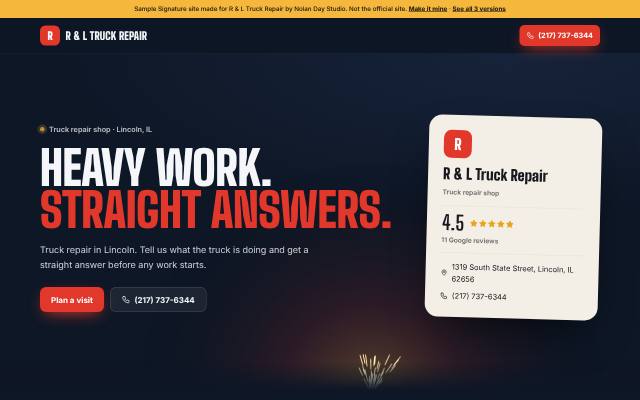 Sample Signature site made for R & L Truck Repair by Nolan Day Studio. Not the official site. Make it mine · See all 3 versions
R R & L TRUCK REPAIR
(217) 737-6344
Truck repair shop · Lincoln, IL
HEAVY WORK.
STRAIGHT ANSWERS.
Truck repair in Lincoln. Tell us what the truck is doing and get a
straight answer before any work starts.
Plan a visit
(217) 737-6344
R
R & L Truck Repair
Truck repair shop
4.5
11 Google reviews
1319 South State Street, Lincoln, IL
62656
(217) 737-6344